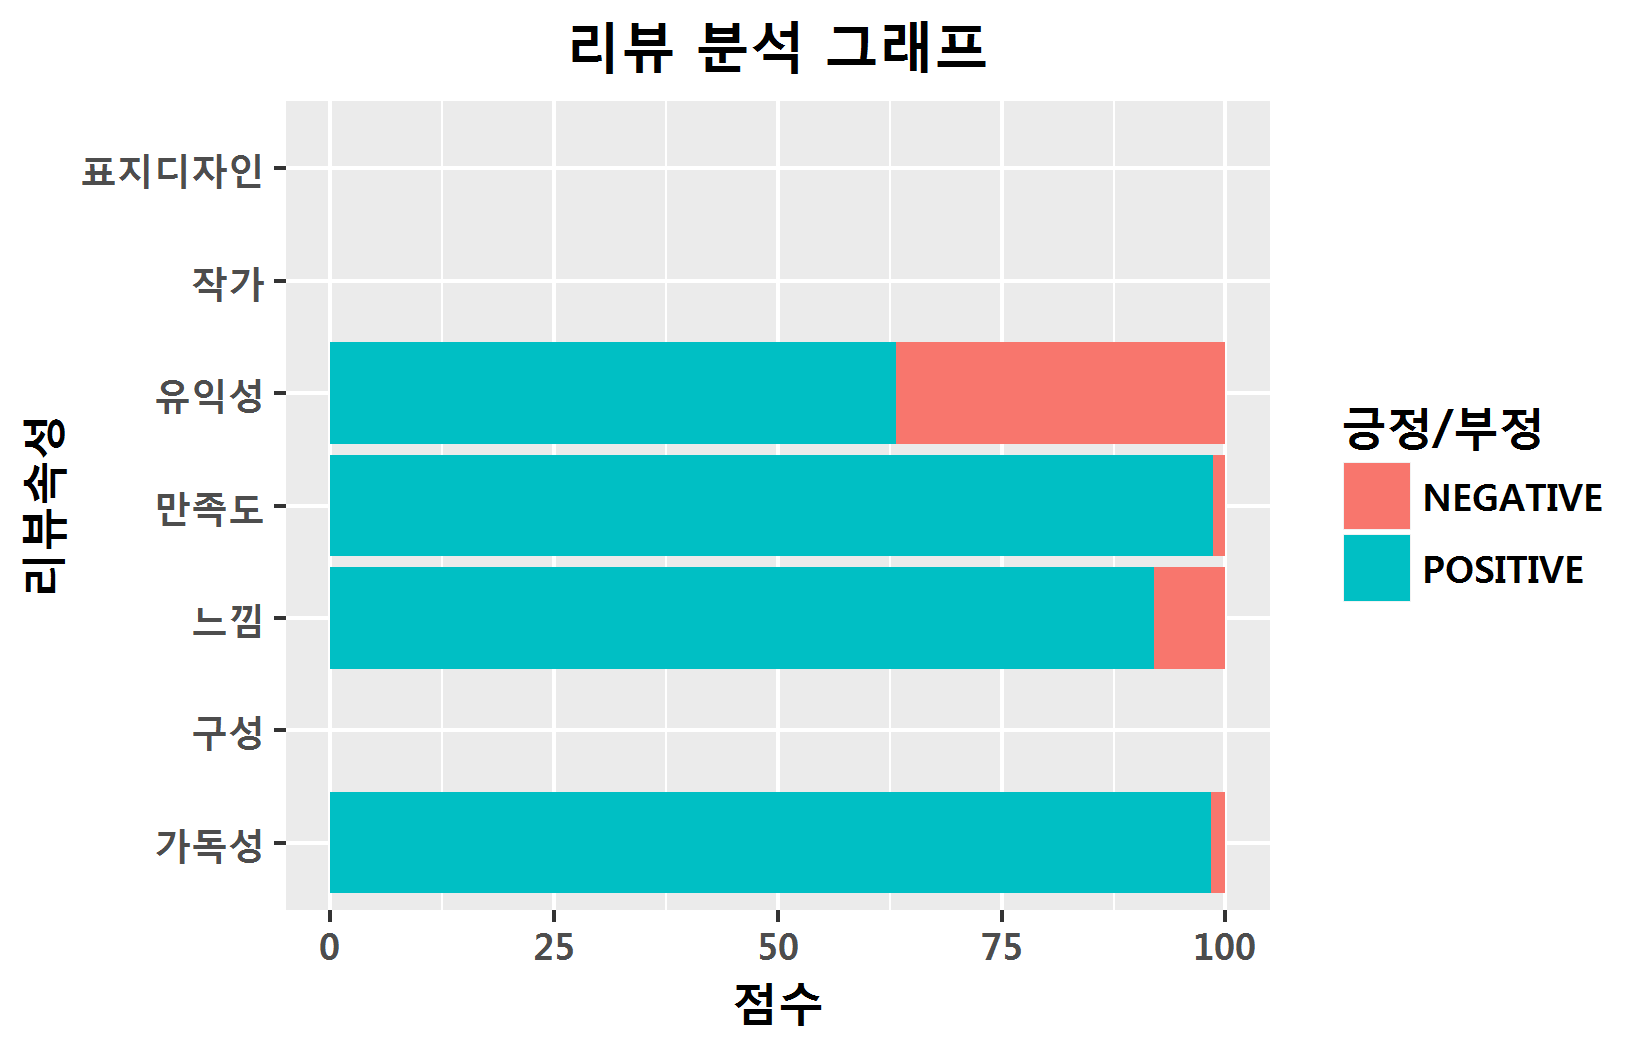 리뷰 분석 그래프
리뷰속성
표지디자인
작가
유익성
만족도
느낌
구성
가독성
0 25 50 75 100
점수
긍정/부정
NEGATIVE
POSITIVE